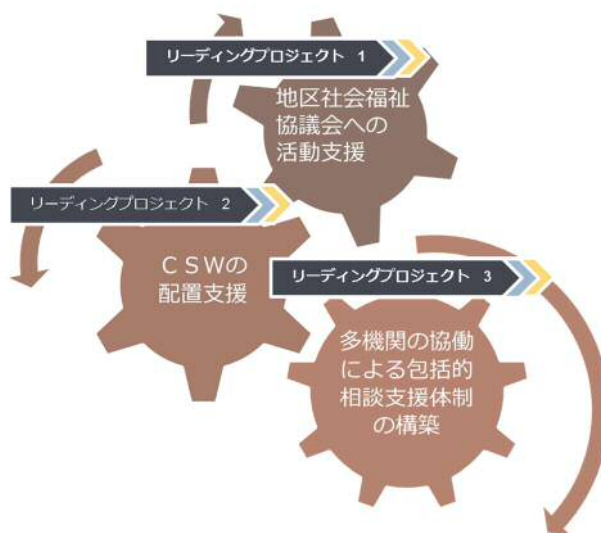 リーディングプロジェクト 1
地区社会福祉
協議会への
活動支援
リーディングプロジェクト 2
ＣＳＷの
配置支援
リーディングプロジェクト 3
多機関の協働
による包括的
相談支援体制
の構築